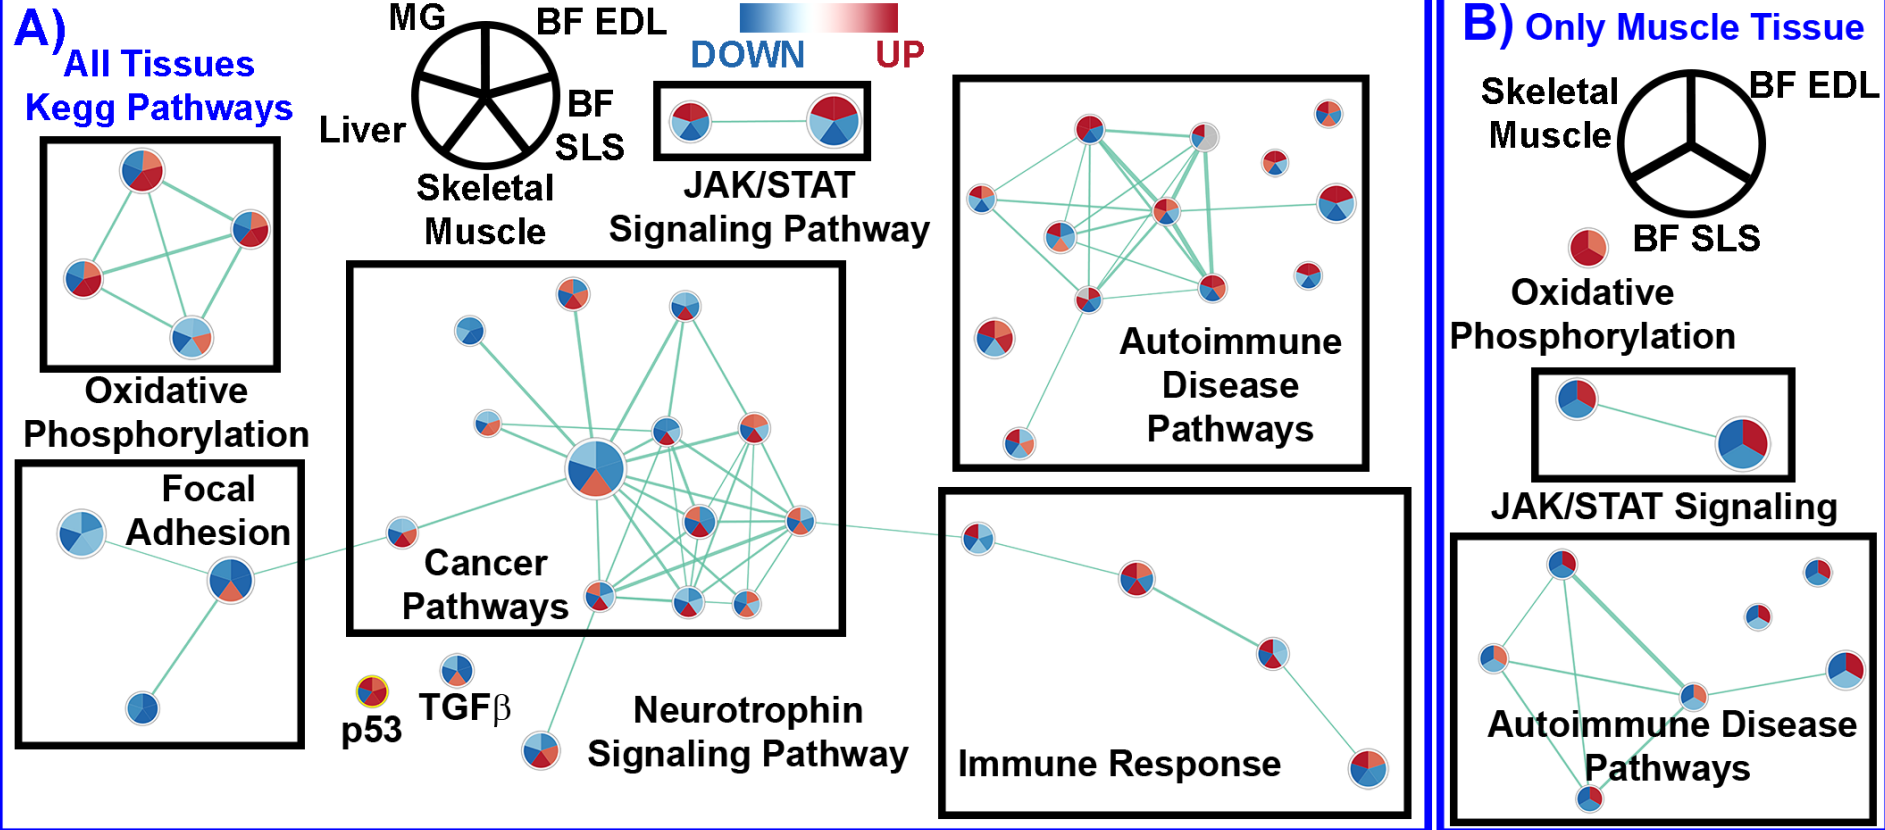 A)
All Tissues
Kegg Pathways
MG
BF EDL
BF
SLS
Skeletal
Muscle
Liver
DOWN
UP
JAK/STAT
Signaling Pathway
Oxidative
Phosphorylation
Focal
Adhesion
Cancer
Pathways
p53
TGFβ
Neurotrophin
Signaling Pathway
Autoimmune
Disease
Pathways
Immune Response
B) Only Muscle Tissue
Skeletal
Muscle
BF EDL
BF SLS
Oxidative
Phosphorylation
JAK/STAT Signaling
Autoimmune Disease
Pathways